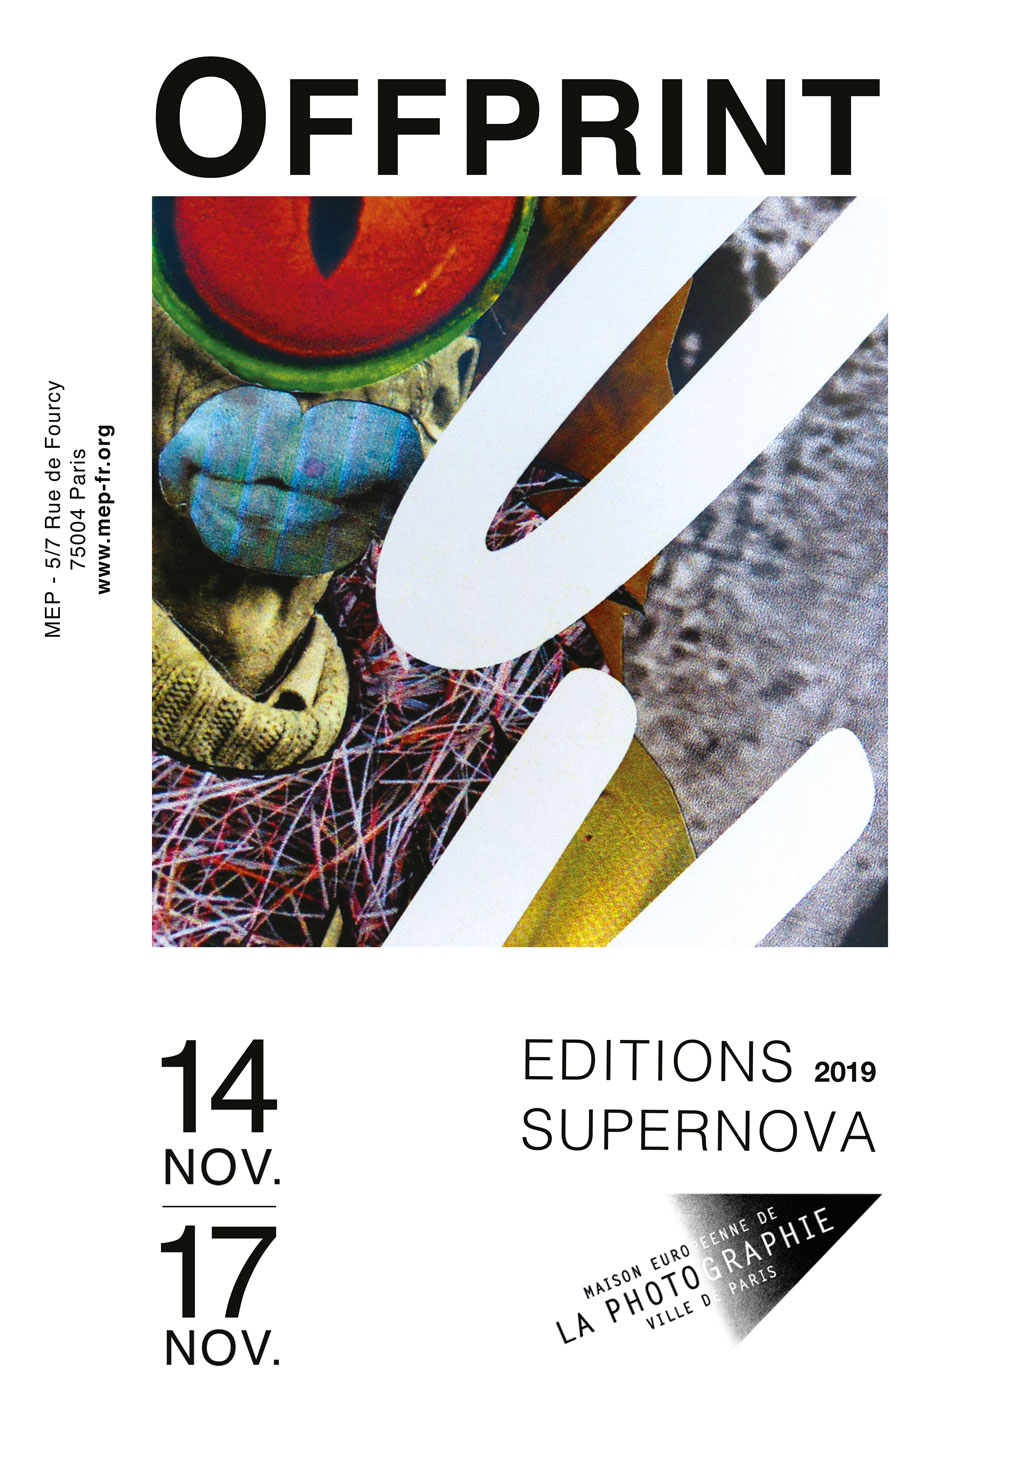 OFFPRINT
MEP - 5/7 Rue de Fourcy
75004 Paris
www.mep-fr.org
14
NOV.
17
NOV.
EDITIONS 2019
SUPERNOVA
MAISON EUROPEENNE DE
LA PHOTOGRAPHIE
VILLE DE PARIS